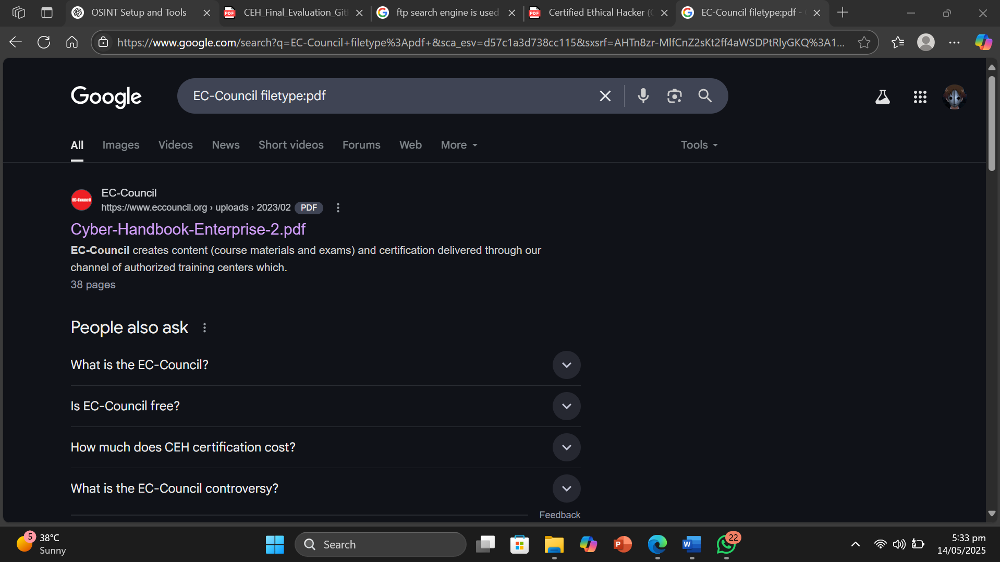 OSINT Setup and Tools
CEH_Final_Evaluation_Git
ftp search engine is used
Certified Ethical Hacker (C
EC-Council filetype:pdf -
https://www.google.com/search?q=EC-Council+filetype%3Apdf+&sca_esv=d57c1a3d738cc115&sxsrf=AHTn8zr-MlfCnZ2sKt2ff4aWSDPtRlyGKQ%3A1...
Google
EC-Council filetype:pdf
All
Images
Videos
News
Short videos
Forums
Web
More
Tools
EC-Council
EC-Council
https://www.eccouncil.org › uploads › 2023/02
PDF
Cyber-Handbook-Enterprise-2.pdf
EC-Council creates content (course materials and exams) and certification delivered through our
channel of authorized training centers which.
38 pages
People also ask
What is the EC-Council?
Is EC-Council free?
How much does CEH certification cost?
What is the EC-Council controversy?
Feedback
5
38°C
Sunny
Search
22
5:33 pm
14/05/2025